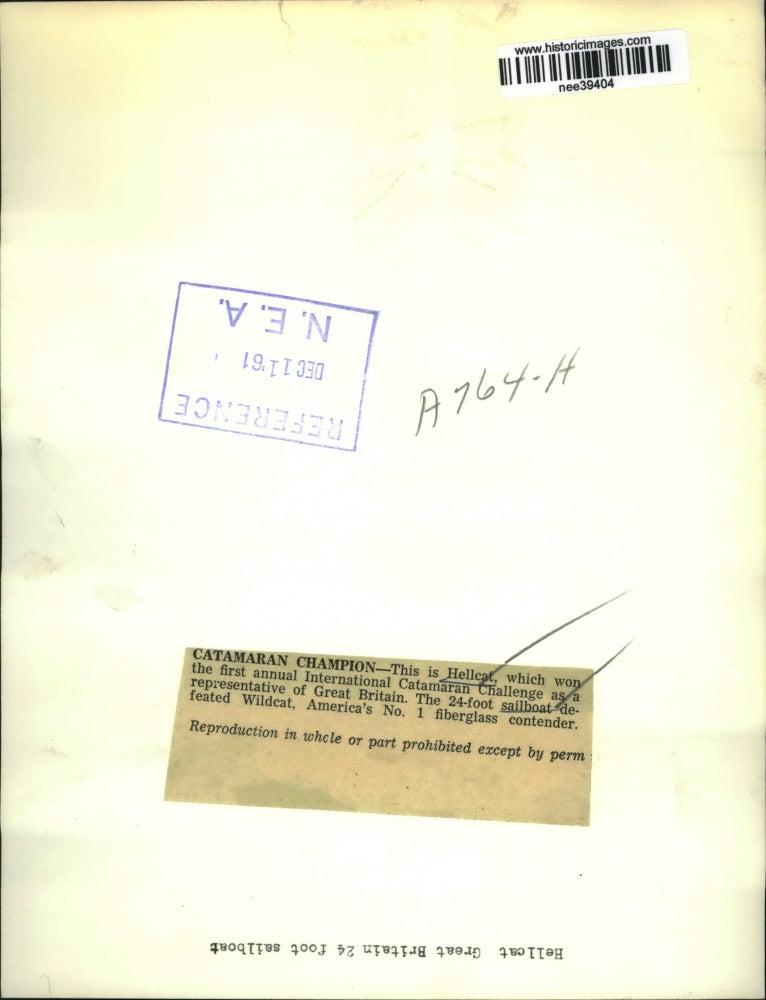 www.historicimages.com
nee39404
REFERENCE
DEC 11 '61
N.E.A.
A764-H
CATAMARAN CHAMPION—This is Hellcat, which won
the first annual International Catamaran Challenge as a
representative of Great Britain. The 24-foot sailboat de-
feated Wildcat, America's No. 1 fiberglass contender.
Reproduction in whole or part prohibited except by perm
Hellcat Great Britain 24 foot sailboat